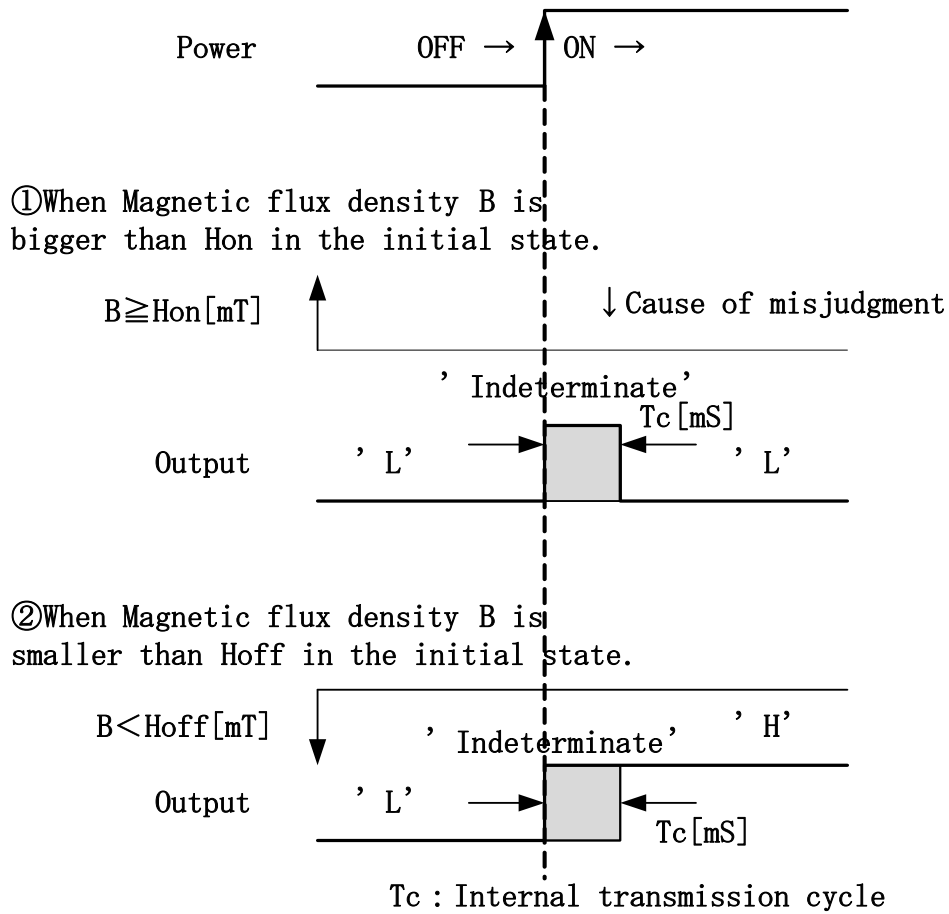 Power OFF → ON →
①When Magnetic flux density B is
bigger than Hon in the initial state.
B≧Hon[mT] ↓Cause of misjudgment
’Indeterminate’
Tc[mS]
Output ’L’ ’L’
②When Magnetic flux density B is
smaller than Hoff in the initial state.
B＜Hoff[mT] ’Indeterminate’ ’H’
Output ’L’ Tc[mS]
Tc：Internal transmission cycle